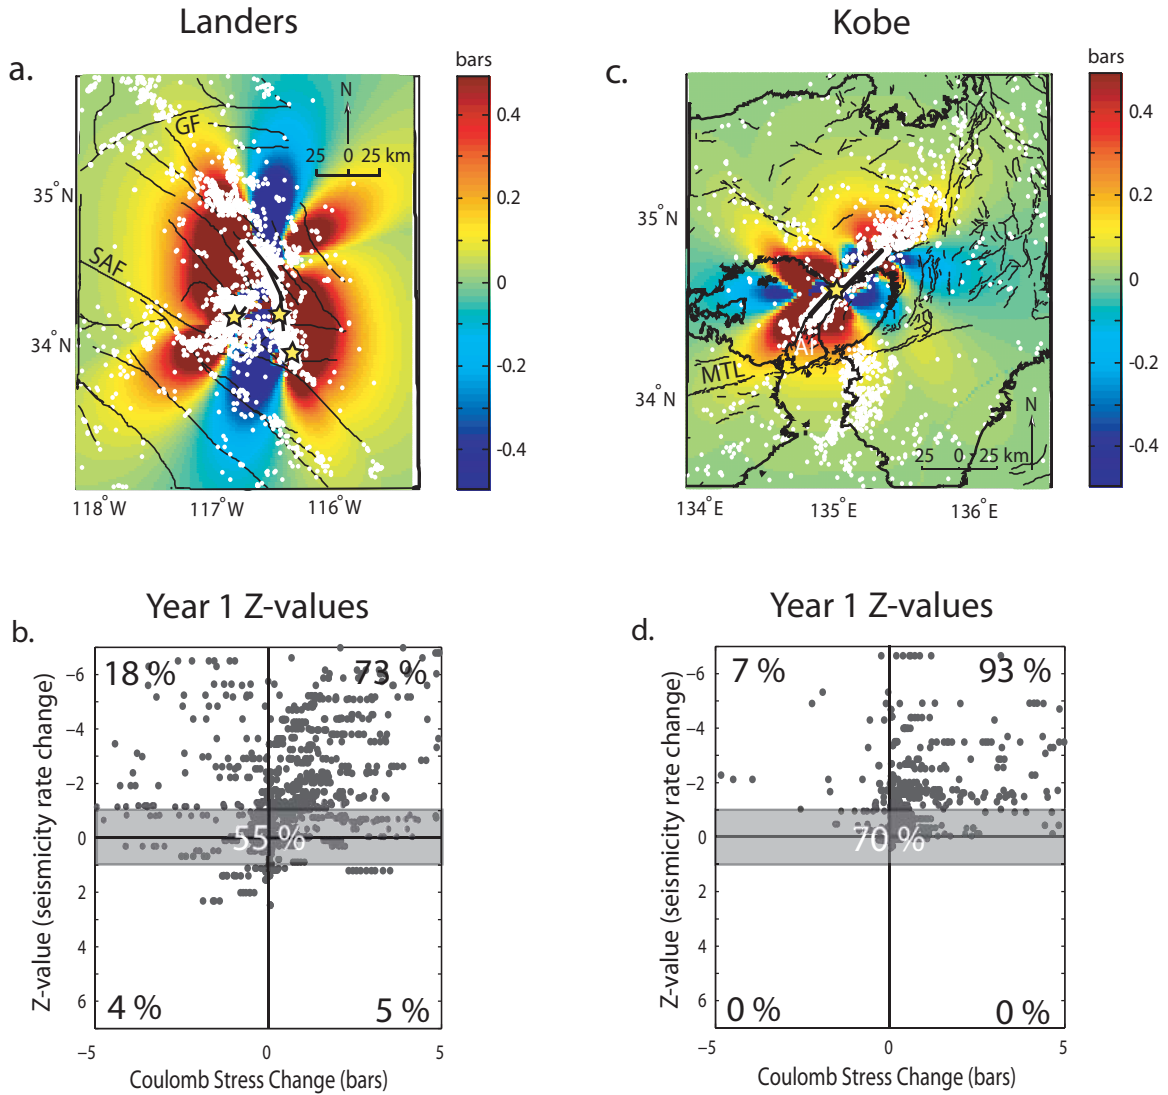 Landers
Kobe
a.
bars
0.4
0.2
0
-0.2
-0.4
GF
SAF
N
25 0 25 km
35°N
34°N
118°W
117°W
116°W
c.
bars
0.4
0.2
0
-0.2
-0.4
35°N
34°N
MTL
AI
N
25 0 25 km
134°E
135°E
136°E
Year 1 Z-values
b.
18 %
73 %
55 %
4 %
5 %
Z-value (seismicity rate change)
−6
−4
−2
0
2
4
6
−5
0
5
Coulomb Stress Change (bars)
Year 1 Z-values
d.
7 %
93 %
70 %
0 %
0 %
Z-value (seismicity rate change)
−6
−4
−2
0
2
4
6
−5
0
5
Coulomb Stress Change (bars)